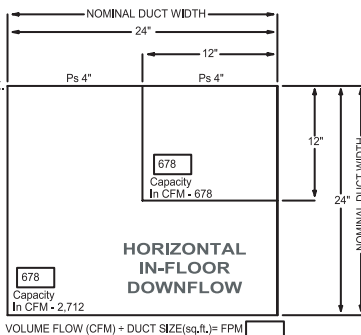 NOMINAL DUCT WIDTH
24"
12"
Ps 4" Ps 4"
12"
24"
NOMINAL DUCT WIDTH
678
Capacity
In CFM - 678
HORIZONTAL
IN-FLOOR
DOWNFLOW
678
Capacity
In CFM - 2,712
VOLUME FLOW (CFM) ÷ DUCT SIZE(sq.ft.)= FPM